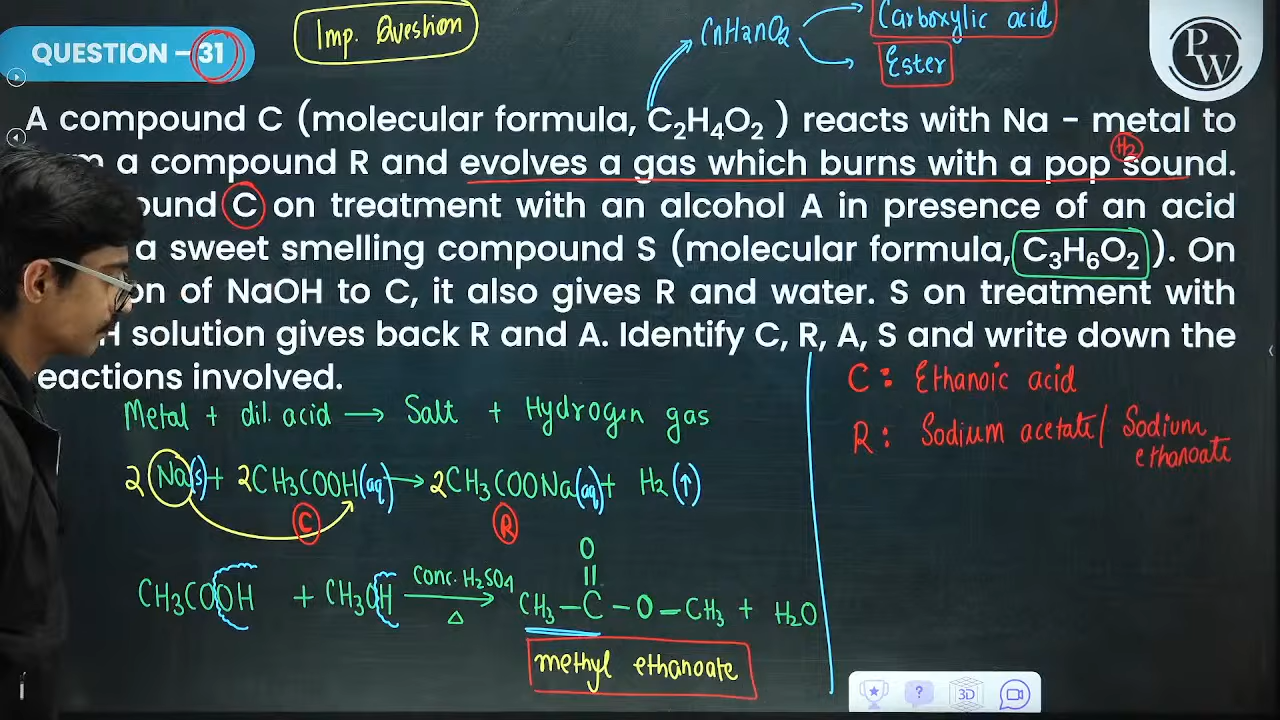 QUESTION – 31
Imp. Question
CnH2nO2
Carboxylic acid
Ester
PW
A compound C (molecular formula, C₂H₄O₂ ) reacts with Na – metal to
a compound R and evolves a gas which burns with a pop sound.
H2
C on treatment with an alcohol A in presence of an acid
a sweet smelling compound S (molecular formula, C₃H₆O₂ ). On
of NaOH to C, it also gives R and water. S on treatment with
solution gives back R and A. Identify C, R, A, S and write down the
reactions involved.
Metal + dil. acid → Salt + Hydrogen gas
2 Na(s) + 2CH3COOH(aq) → 2CH3COONa(aq) + H2(↑)
C
R
O
CH3COOH + CH3OH Conc. H2SO4 △ → CH3 – C – O – CH3 + H2O
methyl ethanoate
C: Ethanoic acid
R: Sodium acetate/ Sodium
ethanoate
3D